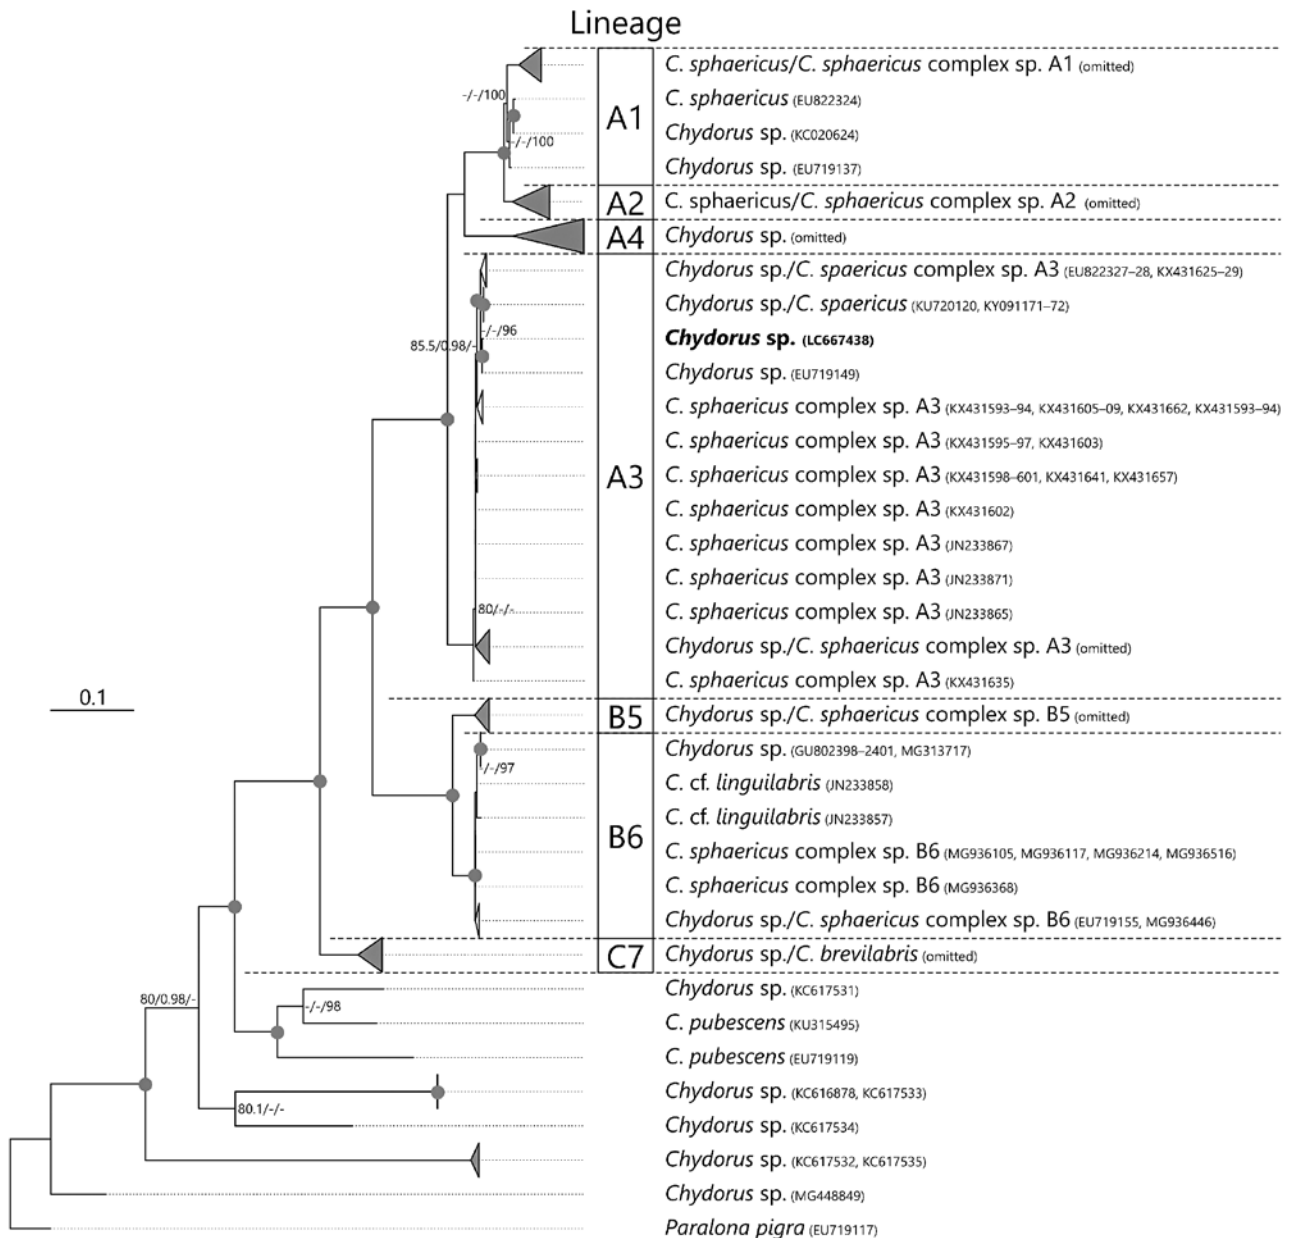 Lineage
C. sphaericus/C. sphaericus complex sp. A1 (omitted)
-/-/100
C. sphaericus (EU822324)
A1
Chydorus sp. (KC020624)
-/-/100
Chydorus sp. (EU719137)
A2
C. sphaericus/C. sphaericus complex sp. A2 (omitted)
A4
Chydorus sp. (omitted)
Chydorus sp./C. spaericus complex sp. A3 (EU822327–28, KX431625–29)
Chydorus sp./C. spaericus (KU720120, KY091171–72)
-/-/96
Chydorus sp. (LC667438)
85.5/0.98/-
Chydorus sp. (EU719149)
C. sphaericus complex sp. A3 (KX431593–94, KX431605–09, KX431662, KX431593–94)
C. sphaericus complex sp. A3 (KX431595–97, KX431603)
A3
C. sphaericus complex sp. A3 (KX431598–601, KX431641, KX431657)
C. sphaericus complex sp. A3 (KX431602)
C. sphaericus complex sp. A3 (JN233867)
C. sphaericus complex sp. A3 (JN233871)
80/-/-
C. sphaericus complex sp. A3 (JN233865)
Chydorus sp./C. sphaericus complex sp. A3 (omitted)
C. sphaericus complex sp. A3 (KX431635)
0.1
B5
Chydorus sp./C. sphaericus complex sp. B5 (omitted)
Chydorus sp. (GU802398–2401, MG313717)
-/-/97
C. cf. linguilabris (JN233858)
C. cf. linguilabris (JN233857)
B6
C. sphaericus complex sp. B6 (MG936105, MG936117, MG936214, MG936516)
C. sphaericus complex sp. B6 (MG936368)
Chydorus sp./C. sphaericus complex sp. B6 (EU719155, MG936446)
C7
Chydorus sp./C. brevilabris (omitted)
Chydorus sp. (KC617531)
80/0.98/-
-/-/98
C. pubescens (KU315495)
C. pubescens (EU719119)
Chydorus sp. (KC616878, KC617533)
80.1/-/-
Chydorus sp. (KC617534)
Chydorus sp. (KC617532, KC617535)
Chydorus sp. (MG448849)
Paralona pigra (EU719117)